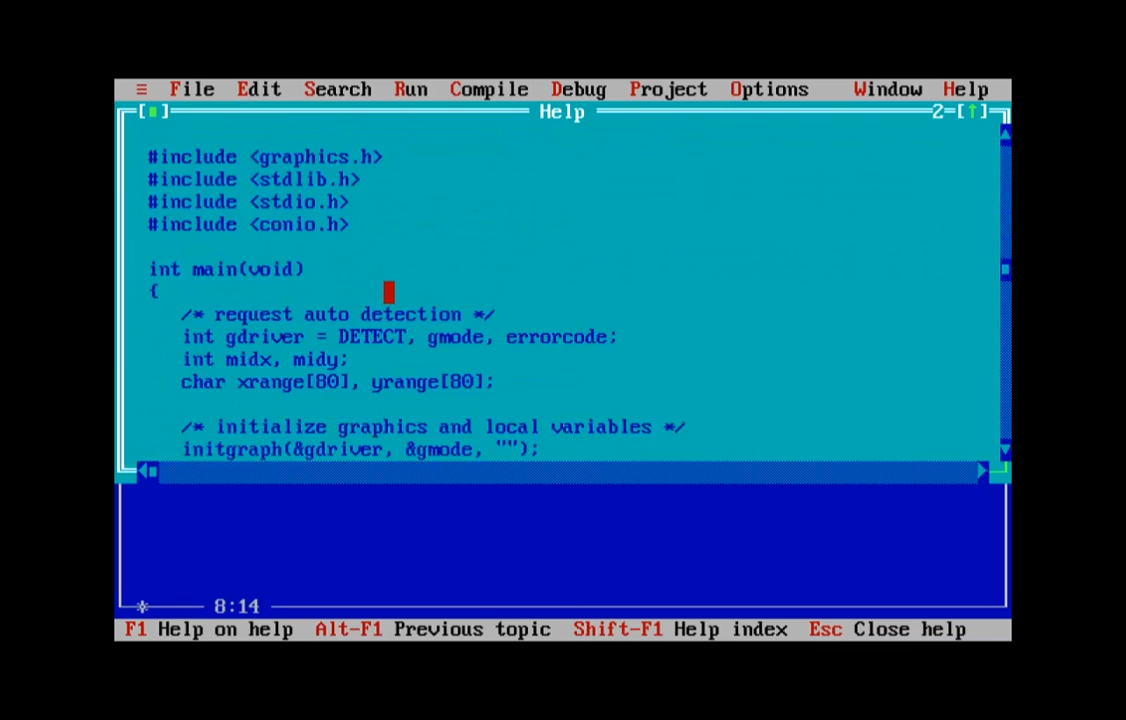 ≡ File Edit Search Run Compile Debug Project Options Window Help
[■] Help 2=[↑]
#include <graphics.h>
#include <stdlib.h>
#include <stdio.h>
#include <conio.h>
int main(void)
{
/* request auto detection */
int gdriver = DETECT, gmode, errorcode;
int midx, midy;
char xrange[80], yrange[80];
/* initialize graphics and local variables */
initgraph(&gdriver, &gmode, "");
8:14
F1 Help on help Alt-F1 Previous topic Shift-F1 Help index Esc Close help